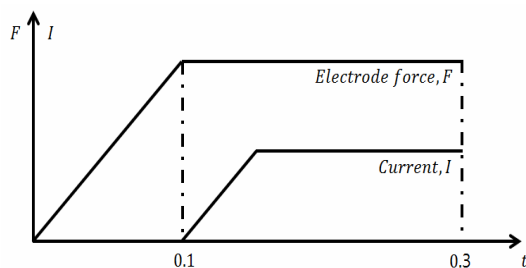 F I
Electrode force, F
Current, I
0.1 0.3 t